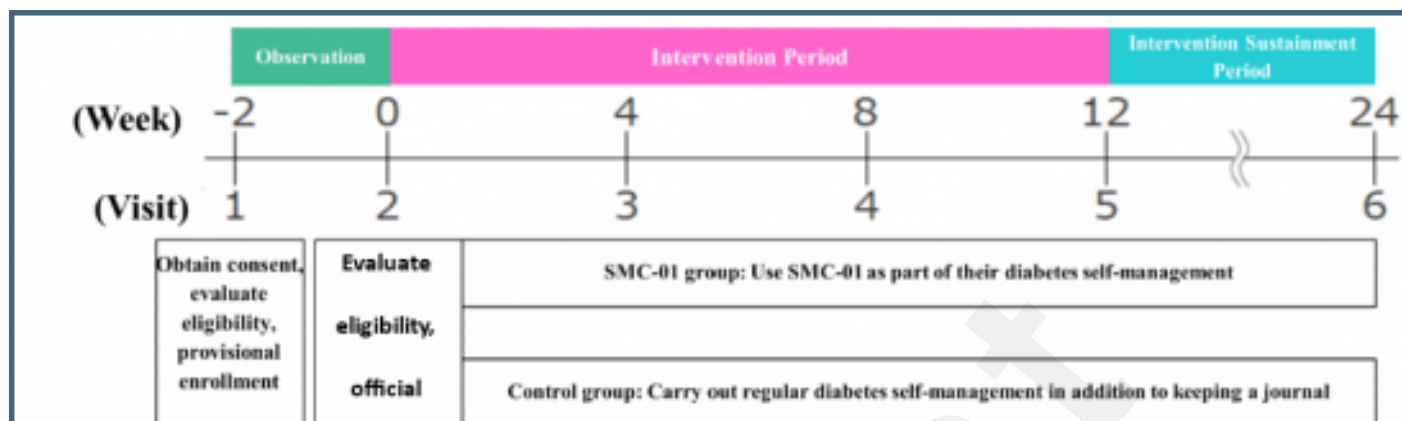 Observation
Intervention Period
Intervention Sustainment
Period
(Week) -2 0 4 8 12 24
(Visit) 1 2 3 4 5 6
Obtain consent,
evaluate
eligibility,
provisional
enrollment
Evaluate
eligibility,
official
SMC-01 group: Use SMC-01 as part of their diabetes self-management
Control group: Carry out regular diabetes self-management in addition to keeping a journal